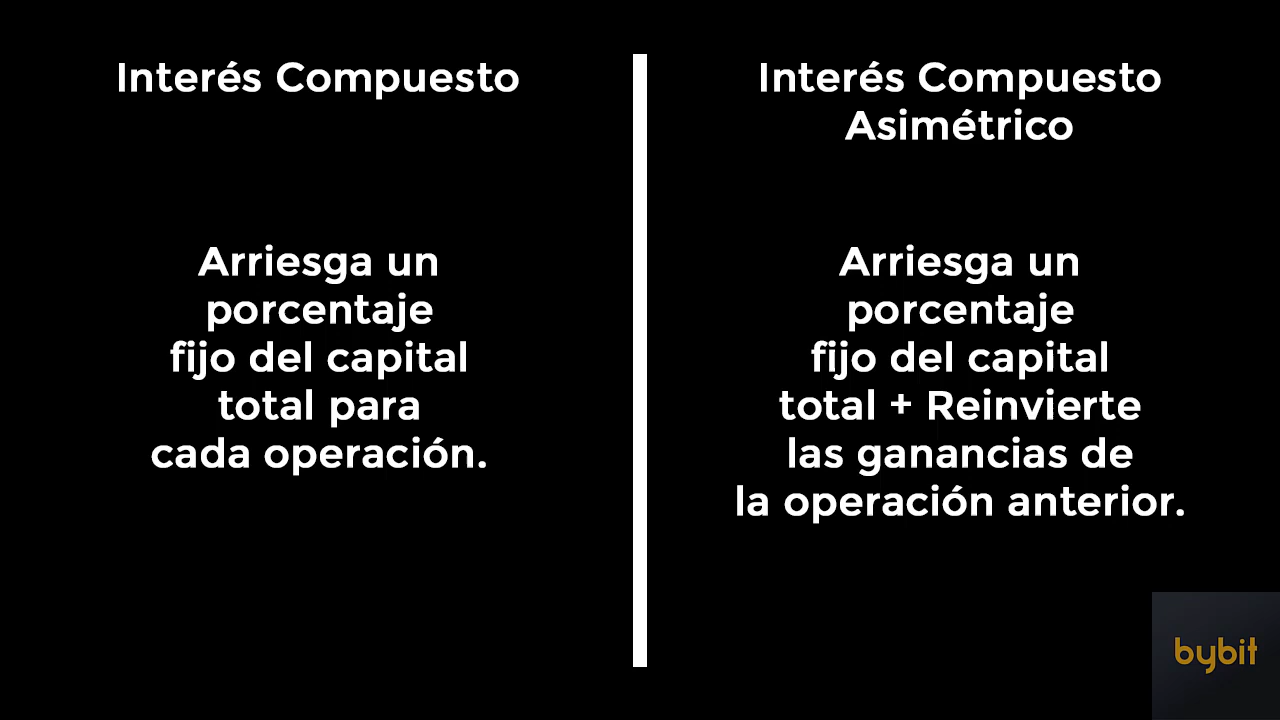 Interés Compuesto
Arriesga un
porcentaje
fijo del capital
total para
cada operación.
Interés Compuesto
Asimétrico
Arriesga un
porcentaje
fijo del capital
total + Reinvierte
las ganancias de
la operación anterior.
bybit